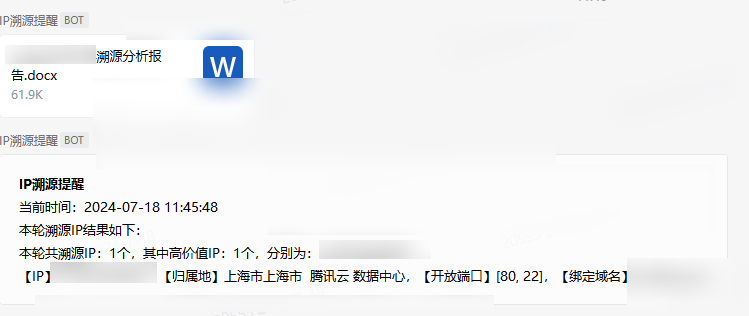 IP溯源提醒 BOT
溯源分析报
告.docx
W
61.9K
IP溯源提醒 BOT
IP溯源提醒
当前时间：2024-07-18 11:45:48
本轮溯源IP结果如下：
本轮共溯源IP：1个，其中高价值IP：1个，分别为：
【IP】 【归属地】上海市上海市 腾讯云 数据中心，【开放端口】[80, 22]，【绑定域名】